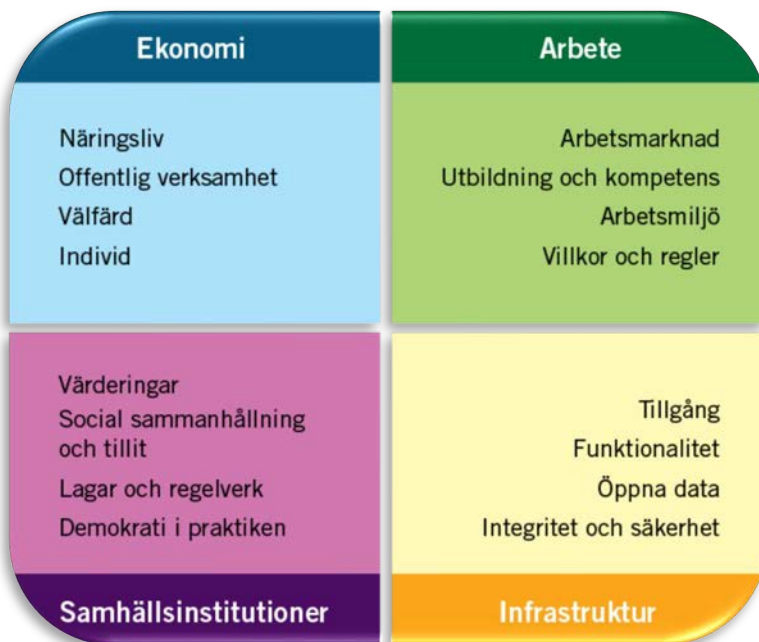 Ekonomi
Näringsliv
Offentlig verksamhet
Välfärd
Individ
Arbete
Arbetsmarknad
Utbildning och kompetens
Arbetsmiljö
Villkor och regler
Värderingar
Social sammanhållning
och tillit
Lagar och regelverk
Demokrati i praktiken
Samhällsinstitutioner
Tillgång
Funktionalitet
Öppna data
Integritet och säkerhet
Infrastruktur